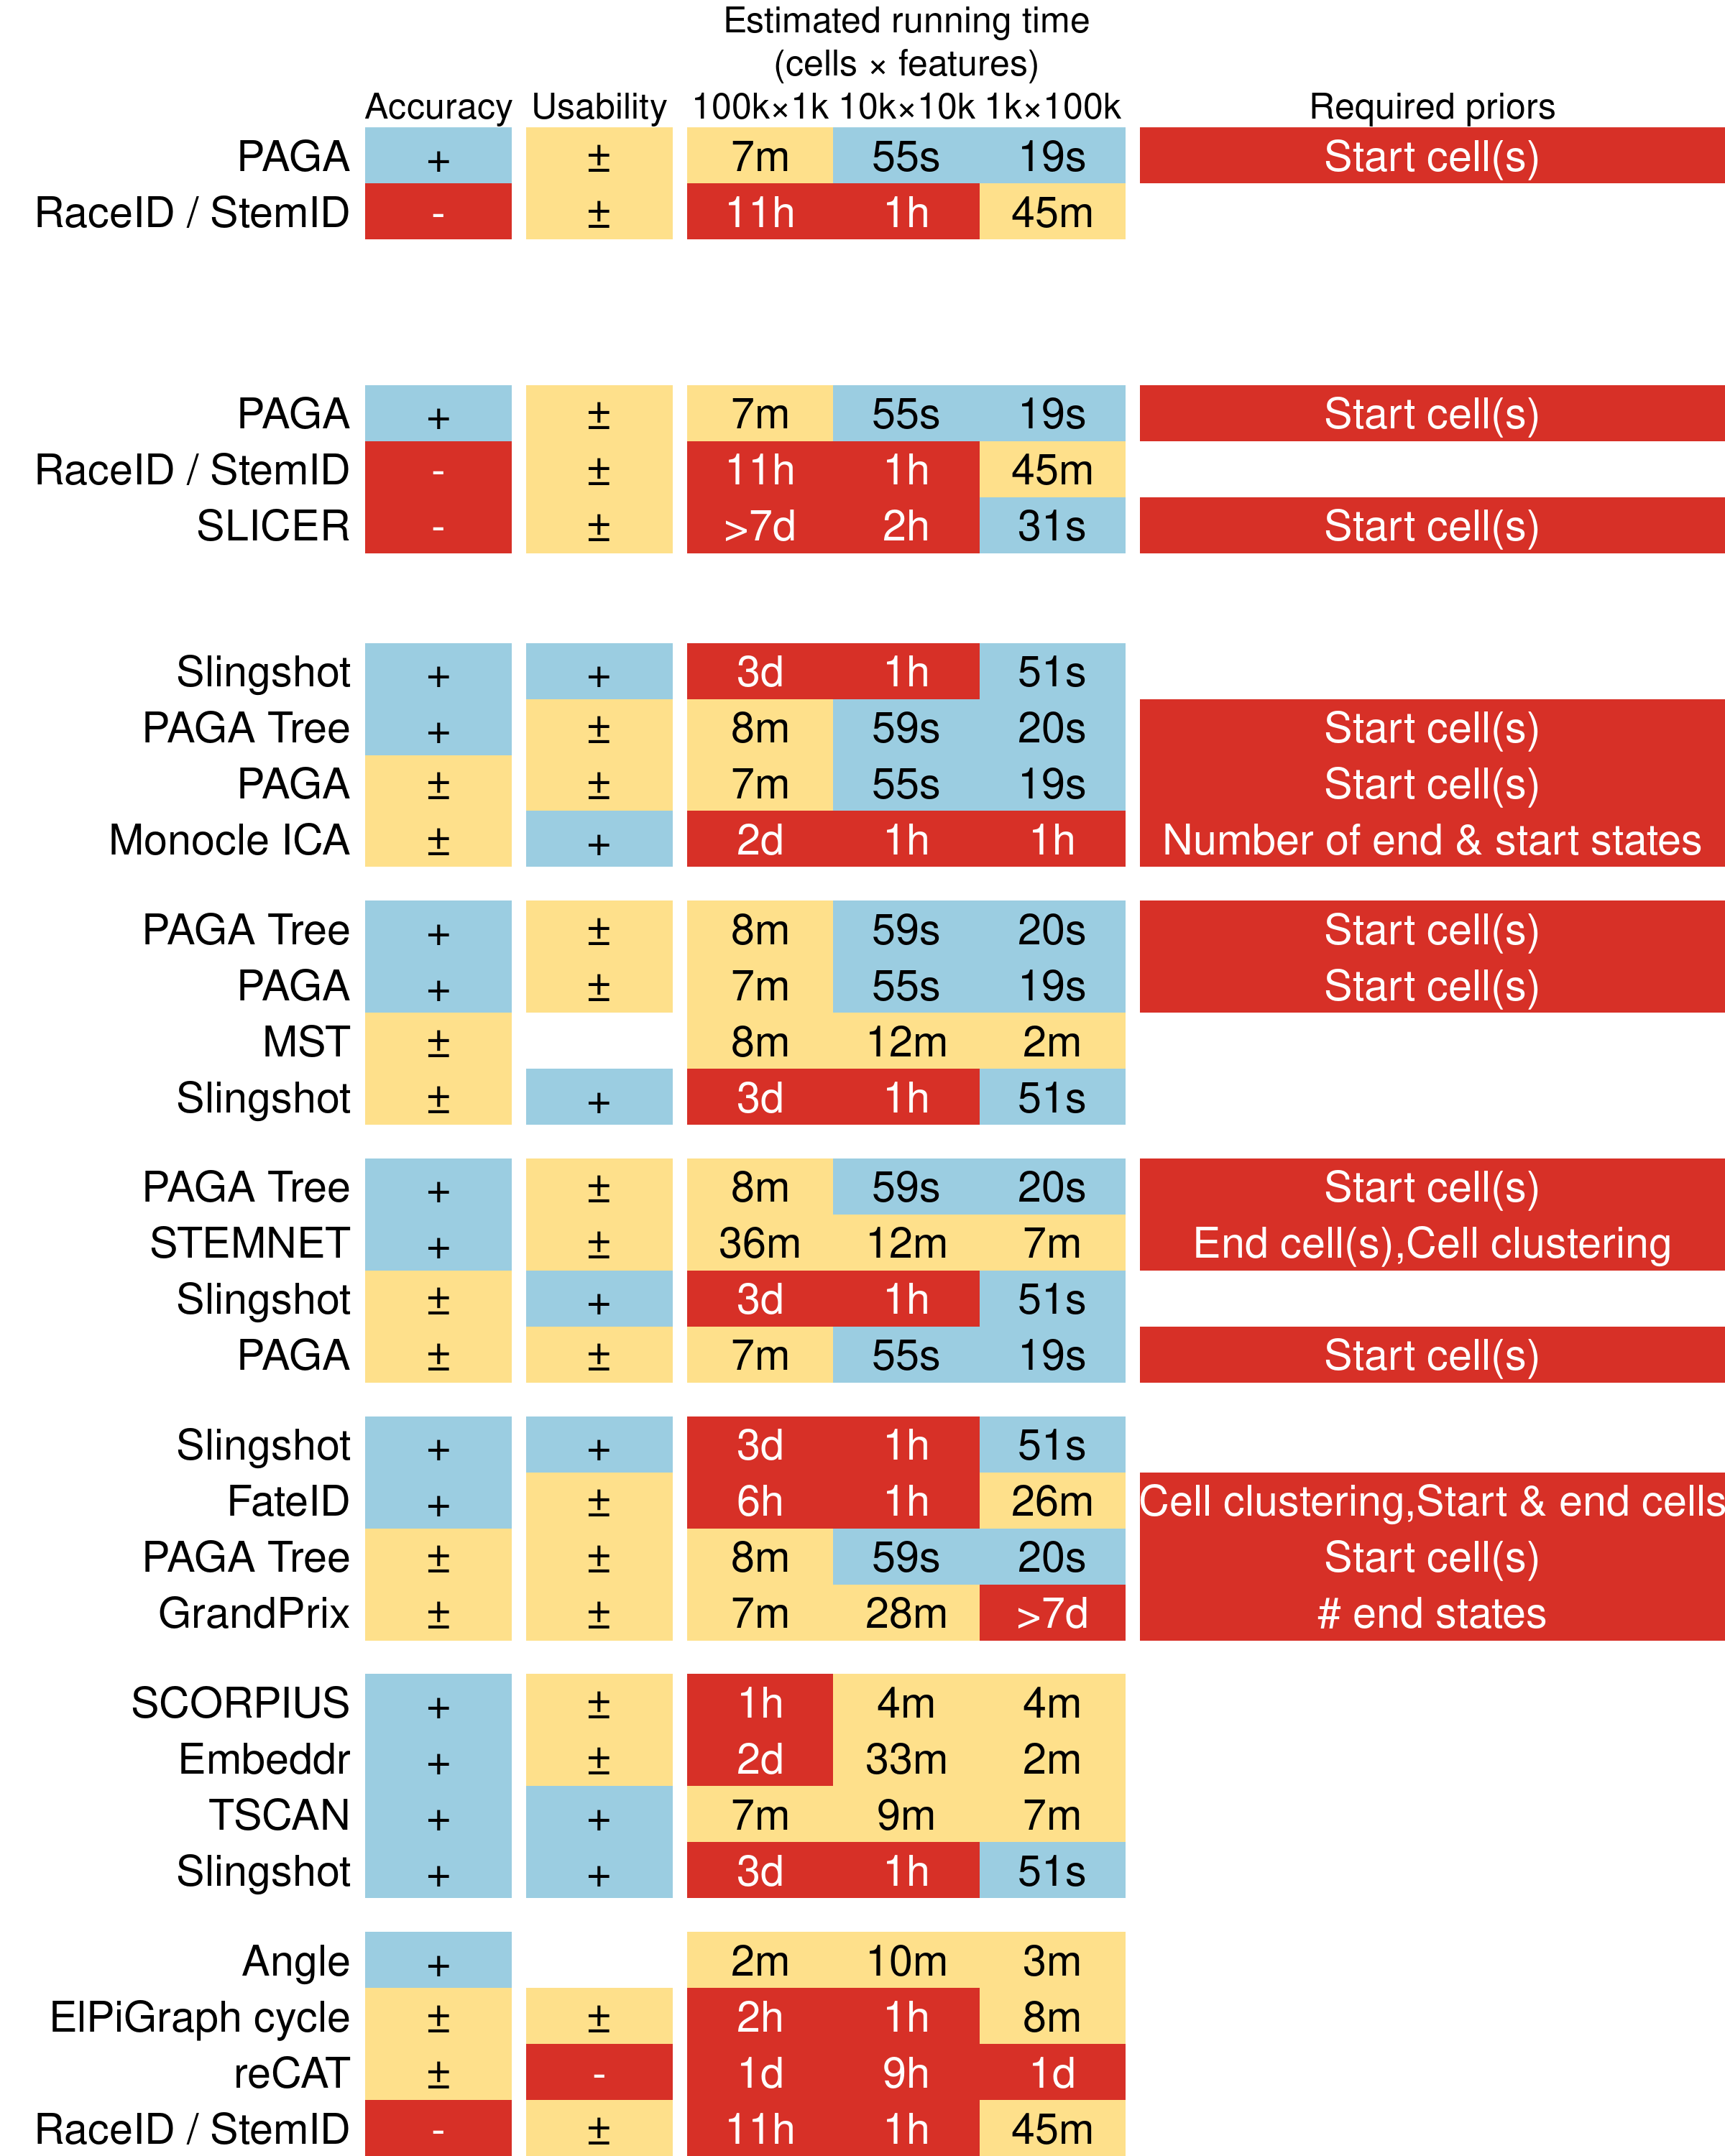 Estimated running time
(cells × features)
Accuracy Usability 100k×1k 10k×10k 1k×100k Required priors
PAGA + ± 7m 55s 19s Start cell(s)
RaceID / StemID - ± 11h 1h 45m
PAGA + ± 7m 55s 19s Start cell(s)
RaceID / StemID - ± 11h 1h 45m
SLICER - ± >7d 2h 31s Start cell(s)
Slingshot + + 3d 1h 51s
PAGA Tree + ± 8m 59s 20s Start cell(s)
PAGA ± ± 7m 55s 19s Start cell(s)
Monocle ICA ± + 2d 1h 1h Number of end & start states
PAGA Tree + ± 8m 59s 20s Start cell(s)
PAGA + ± 7m 55s 19s Start cell(s)
MST ± 8m 12m 2m
Slingshot ± + 3d 1h 51s
PAGA Tree + ± 8m 59s 20s Start cell(s)
STEMNET + ± 36m 12m 7m End cell(s),Cell clustering
Slingshot ± + 3d 1h 51s
PAGA ± ± 7m 55s 19s Start cell(s)
Slingshot + + 3d 1h 51s
FateID + ± 6h 1h 26m Cell clustering,Start & end cells
PAGA Tree ± ± 8m 59s 20s Start cell(s)
GrandPrix ± ± 7m 28m >7d # end states
SCORPIUS + ± 1h 4m 4m
Embeddr + ± 2d 33m 2m
TSCAN + + 7m 9m 7m
Slingshot + + 3d 1h 51s
Angle + 2m 10m 3m
ElPiGraph cycle ± ± 2h 1h 8m
reCAT ± - 1d 9h 1d
RaceID / StemID - ± 11h 1h 45m